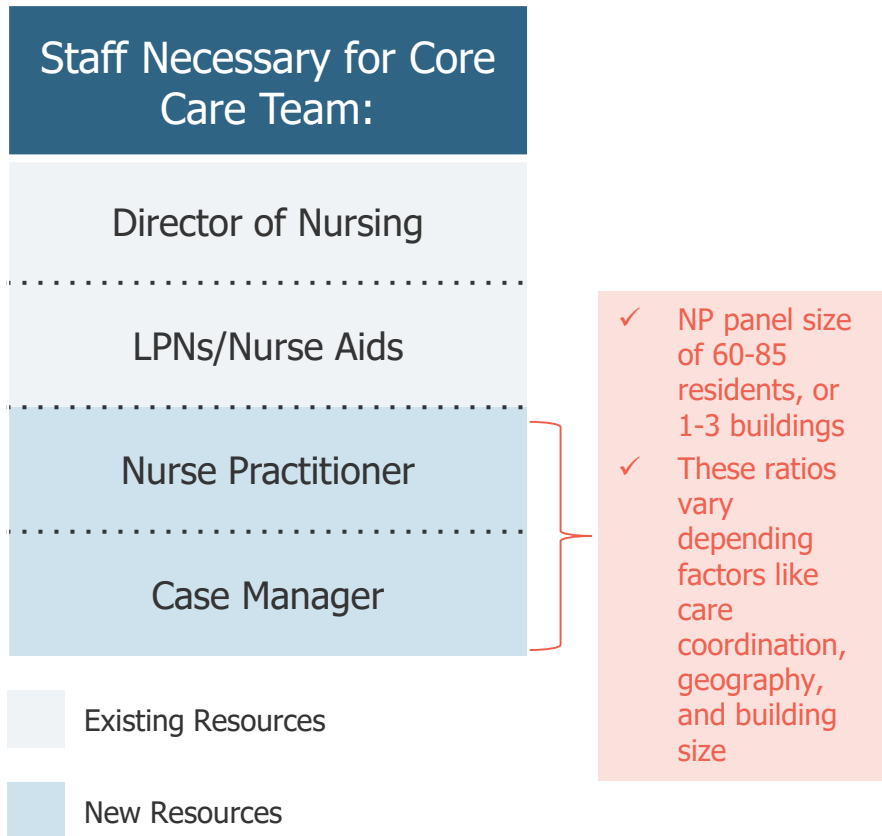 Staff Necessary for Core
Care Team:
Director of Nursing
LPNs/Nurse Aids
Nurse Practitioner
Case Manager
✓ NP panel size
of 60-85
residents, or
1-3 buildings
✓ These ratios
vary
depending
factors like
care
coordination,
geography,
and building
size
Existing Resources
New Resources